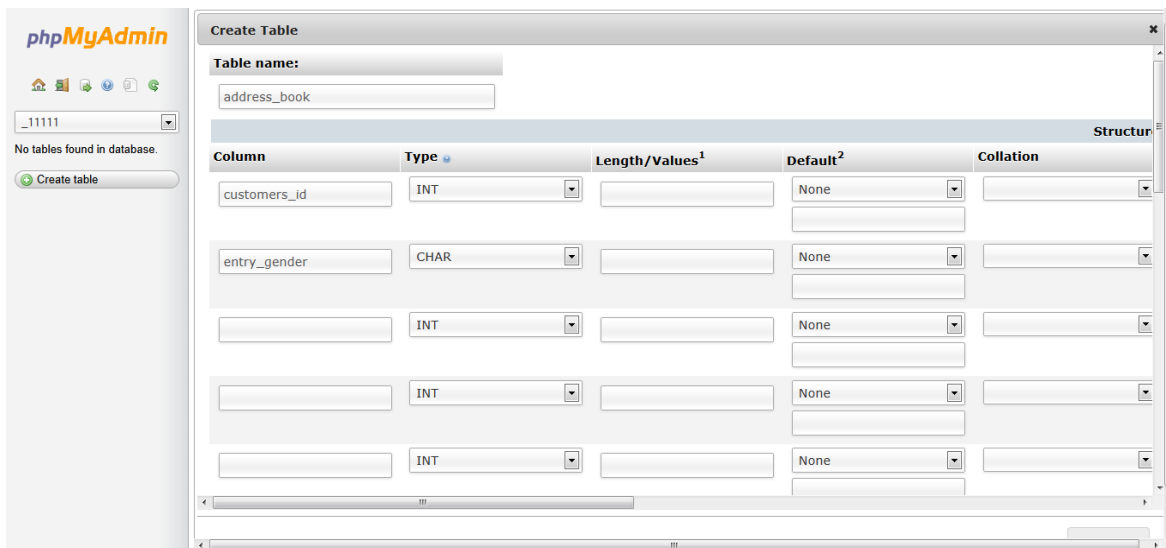 phpMyAdmin
_11111
No tables found in database.
Create table
Create Table
Table name:
address_book
Structur
Column Type Length/Values1 Default2 Collation
customers_id INT None
entry_gender CHAR None
INT None
INT None
INT None